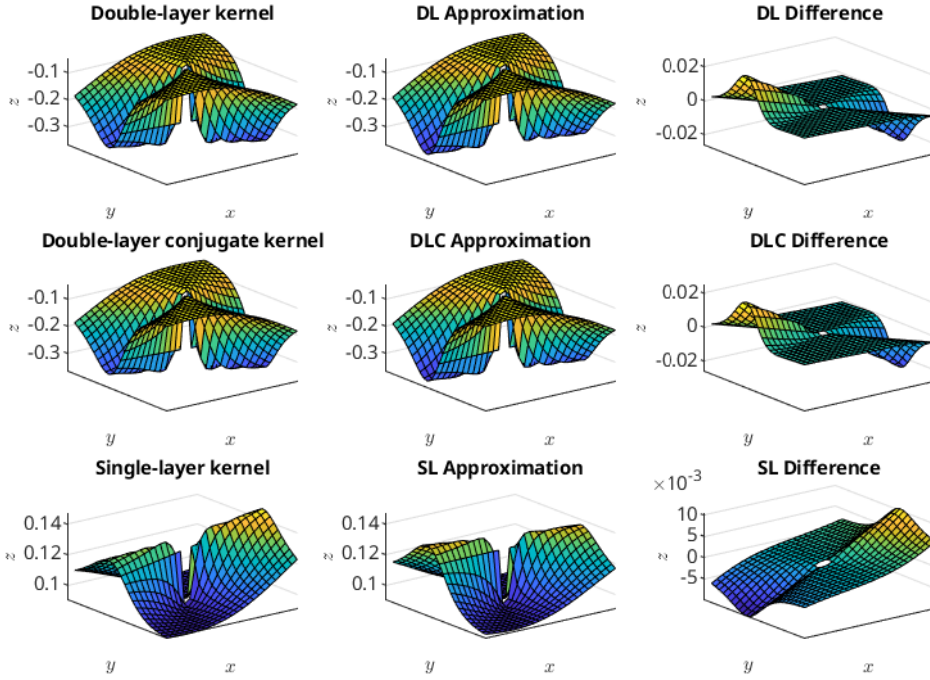 Double-layer kernel
DL Approximation
DL Difference
-0.1
-0.2
-0.3
z
y
x
-0.1
-0.2
-0.3
z
y
x
0.02
0
-0.02
z
y
x
Double-layer conjugate kernel
DLC Approximation
DLC Difference
-0.1
-0.2
-0.3
z
y
x
-0.1
-0.2
-0.3
z
y
x
0.02
0
-0.02
z
y
x
Single-layer kernel
SL Approximation
SL Difference
0.14
0.12
0.1
z
y
x
0.14
0.12
0.1
z
y
x
×10⁻³
10
5
0
-5
z
y
x